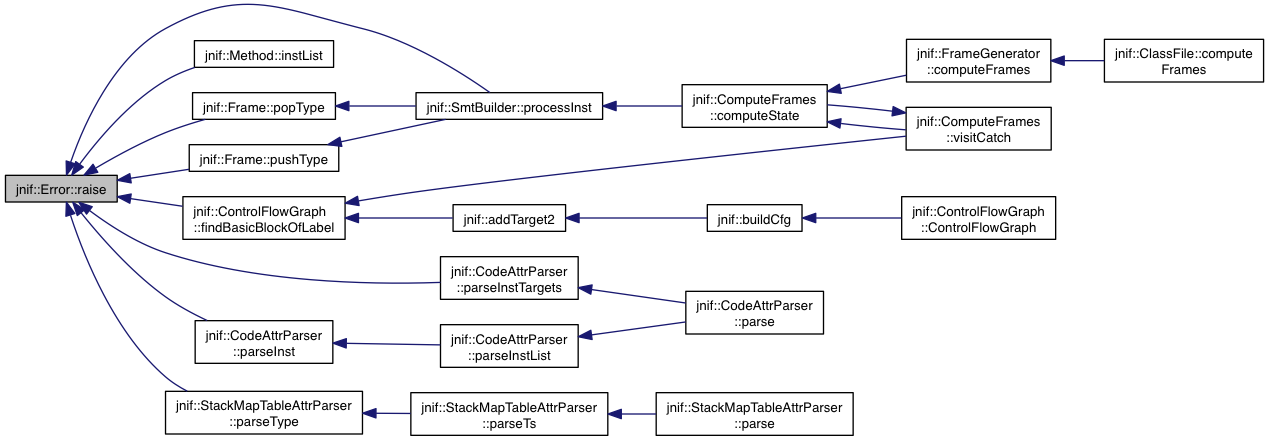 jnif::Error::raise
jnif::Method::instList
jnif::Frame::popType
jnif::Frame::pushType
jnif::ControlFlowGraph
::findBasicBlockOfLabel
jnif::CodeAttrParser
::parseInst
jnif::StackMapTableAttrParser
::parseType
jnif::SmtBuilder::processInst
jnif::addTarget2
jnif::CodeAttrParser
::parseInstTargets
jnif::CodeAttrParser
::parseInstList
jnif::StackMapTableAttrParser
::parseTs
jnif::ComputeFrames
::computeState
jnif::buildCfg
jnif::CodeAttrParser
::parse
jnif::StackMapTableAttrParser
::parse
jnif::FrameGenerator
::computeFrames
jnif::ComputeFrames
::visitCatch
jnif::ControlFlowGraph
::ControlFlowGraph
jnif::ClassFile::compute
Frames